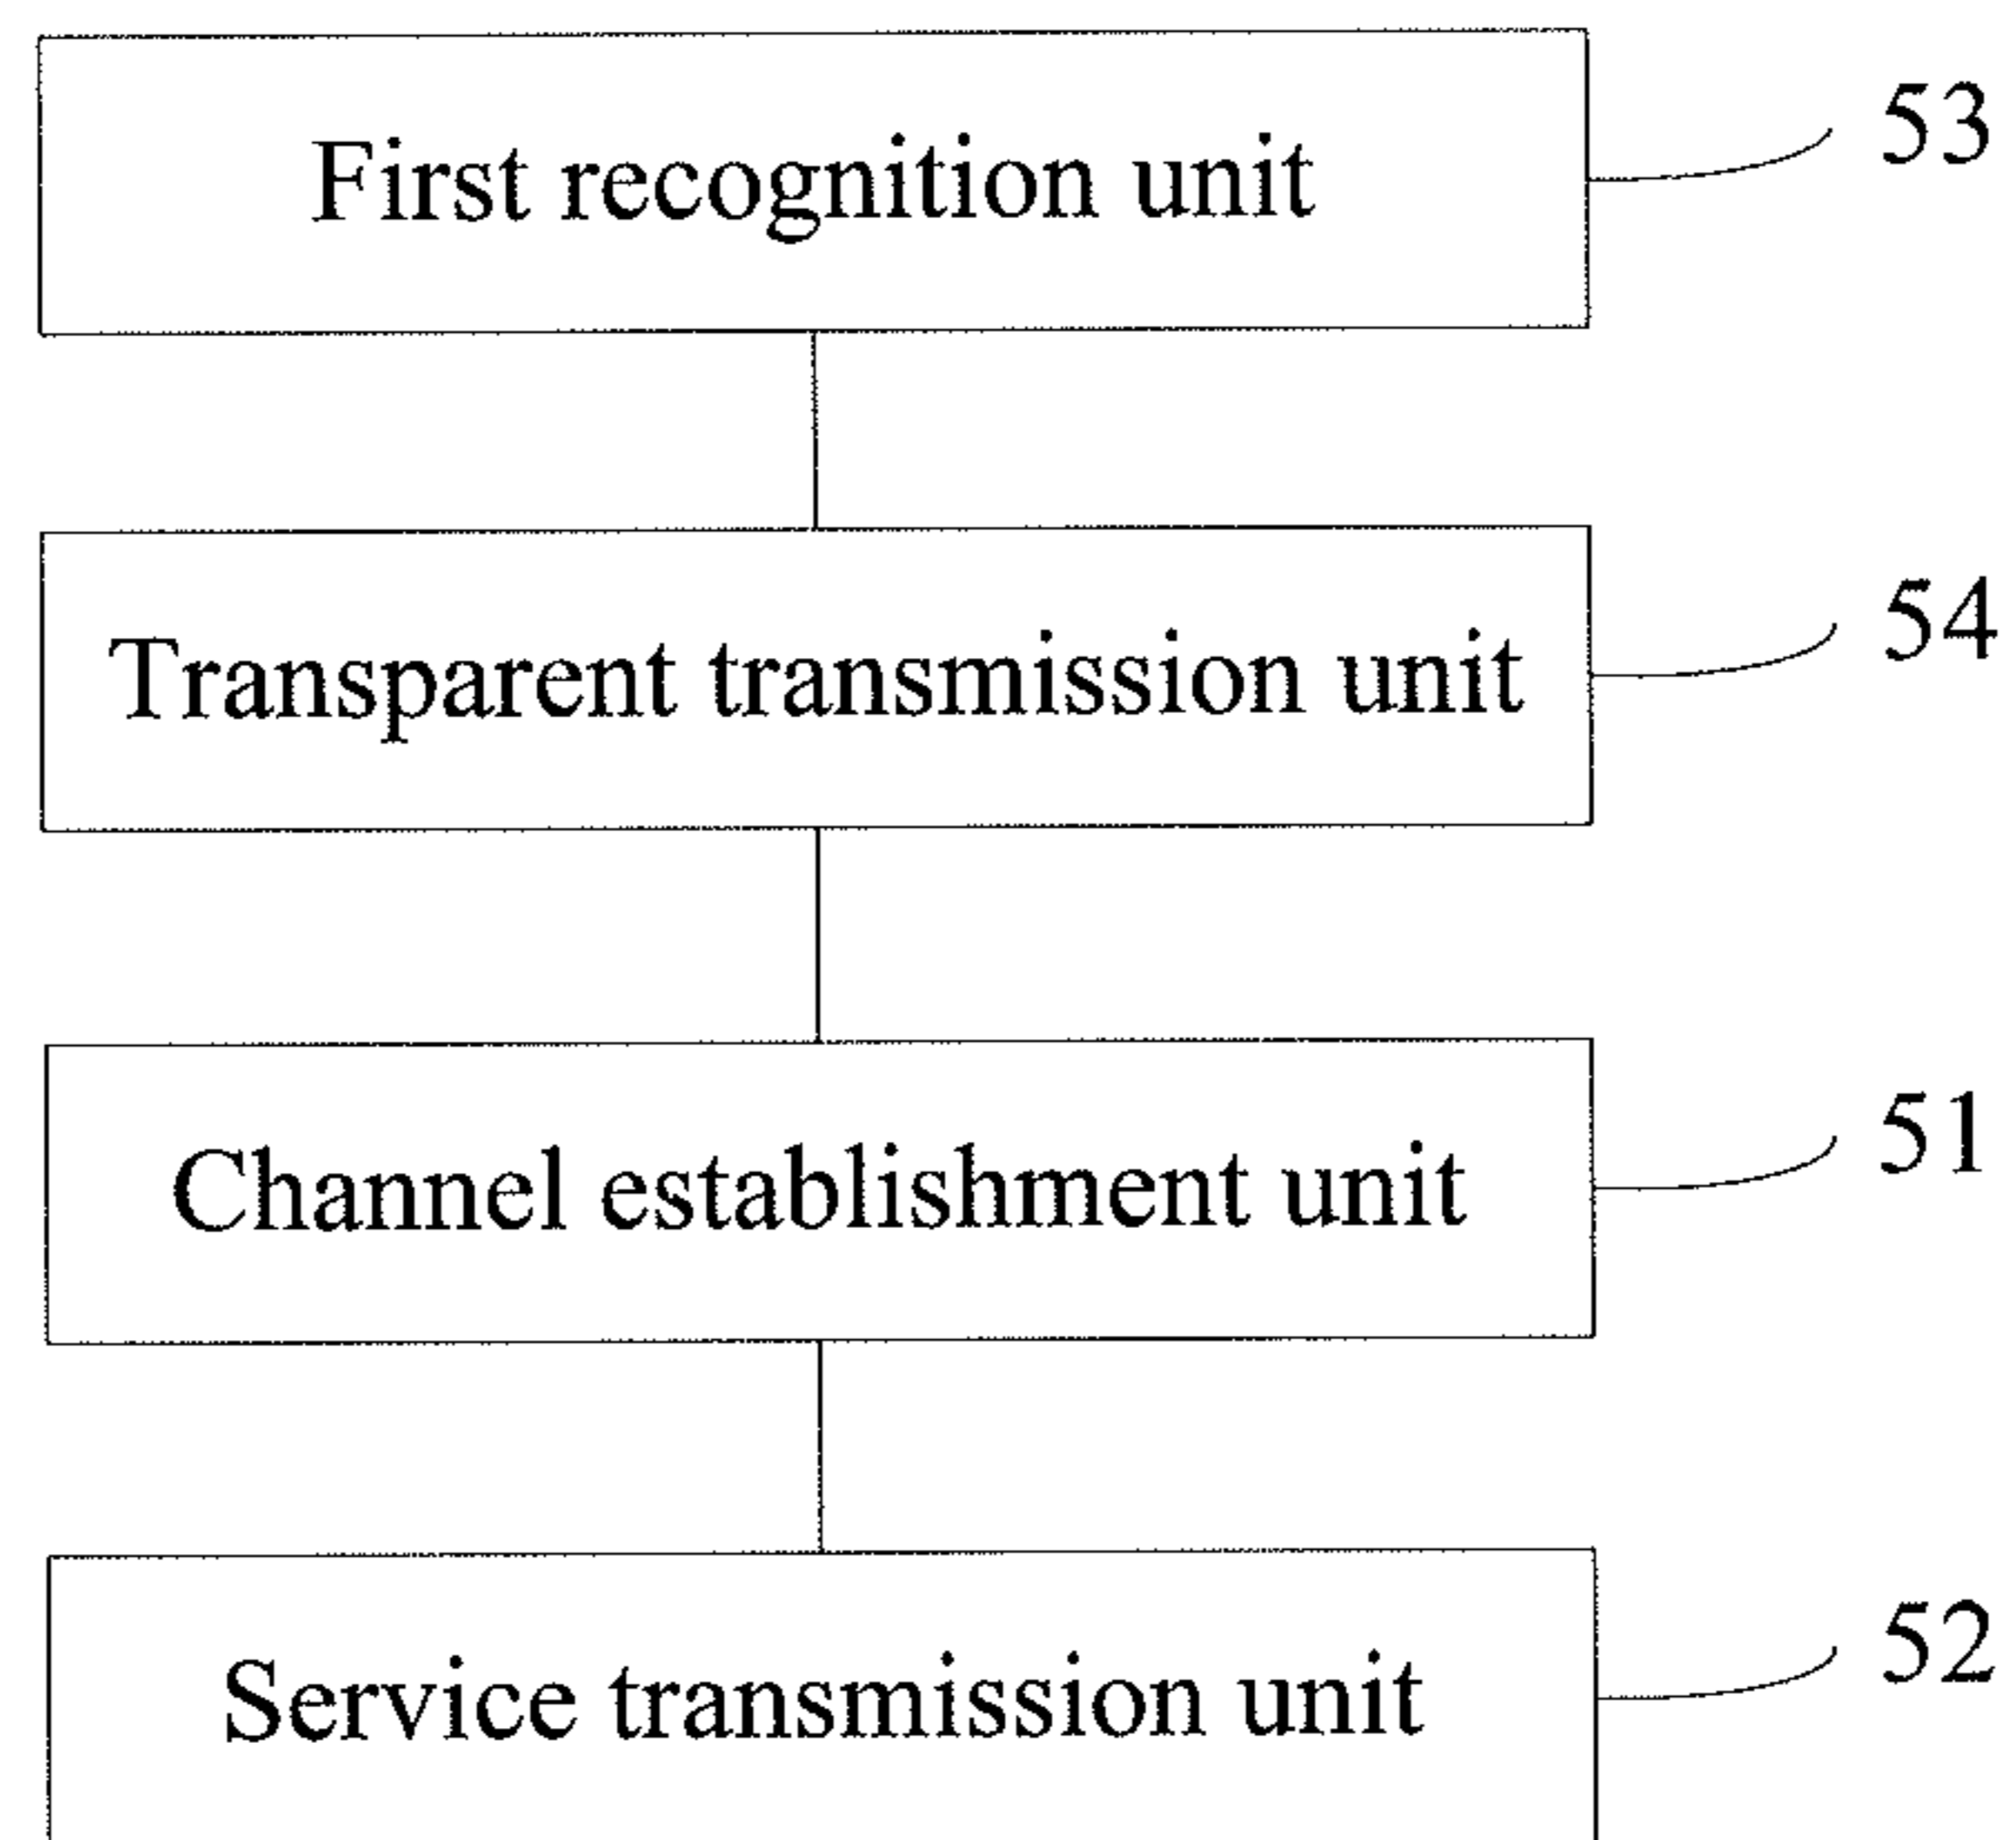 First recognition unit 53
Transparent transmission unit 54
Channel establishment unit 51
Service transmission unit 52